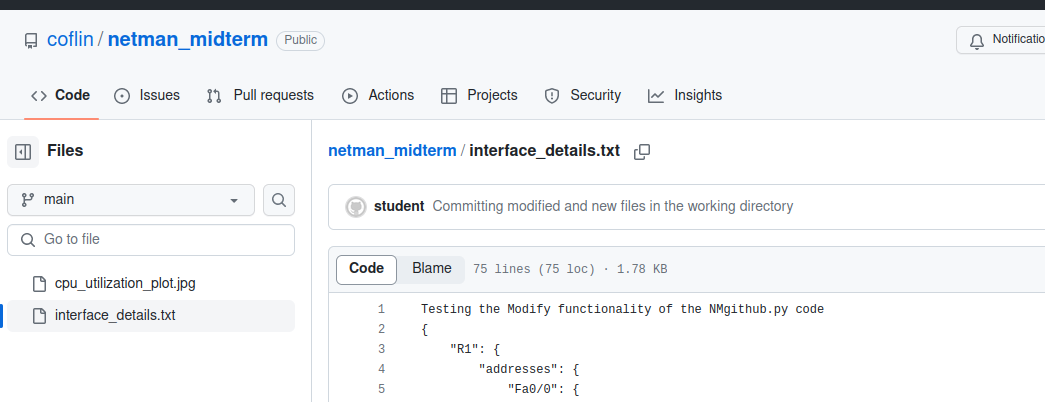 coflin / netman_midterm Public
Notificatio
Code Issues Pull requests Actions Projects Security Insights
Files
main
Go to file
cpu_utilization_plot.jpg
interface_details.txt
netman_midterm / interface_details.txt
student Committing modified and new files in the working directory
Code Blame 75 lines (75 loc) · 1.78 KB
1 Testing the Modify functionality of the NMgithub.py code
2 {
3 "R1": {
4 "addresses": {
5 "Fa0/0": {